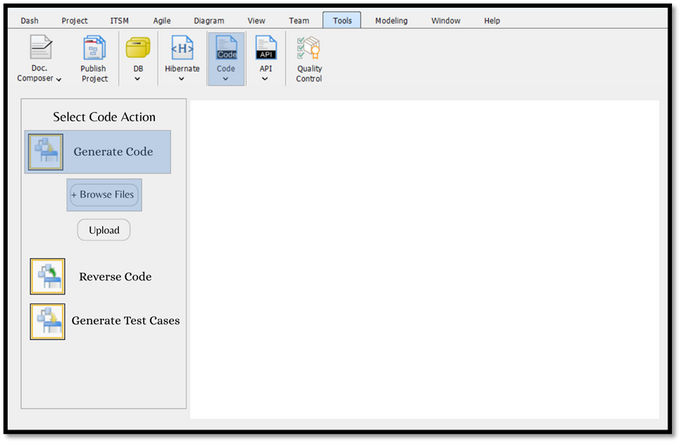 Dash Project ITSM Agile Diagram View Team Tools Modeling Window Help
Doc. Composer
Publish Project
DB
Hibernate
<H>
Code
Code
API
API
Quality Control
Select Code Action
Generate Code
+ Browse Files
Upload
Reverse Code
Generate Test Cases